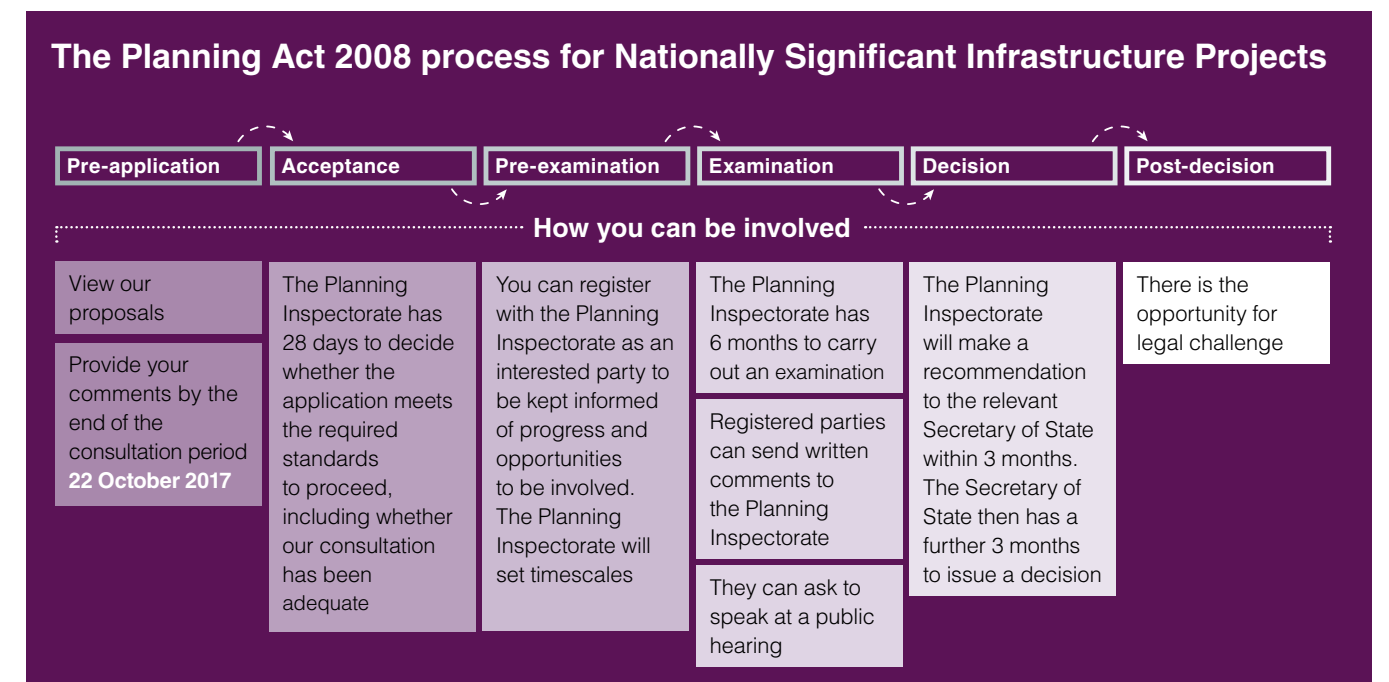 The Planning Act 2008 process for Nationally Significant Infrastructure Projects
Pre-application
Acceptance
Pre-examination
Examination
Decision
Post-decision
How you can be involved
View our
proposals
Provide your
comments by the
end of the
consultation period
22 October 2017
The Planning
Inspectorate has
28 days to decide
whether the
application meets
the required
standards
to proceed,
including whether
our consultation
has been
adequate
You can register
with the Planning
Inspectorate as an
interested party to
be kept informed
of progress and
opportunities
to be involved.
The Planning
Inspectorate will
set timescales
The Planning
Inspectorate has
6 months to carry
out an examination
Registered parties
can send written
comments to
the Planning
Inspectorate
They can ask to
speak at a public
hearing
The Planning
Inspectorate
will make a
recommendation
to the relevant
Secretary of State
within 3 months.
The Secretary of
State then has a
further 3 months
to issue a decision
There is the
opportunity for
legal challenge